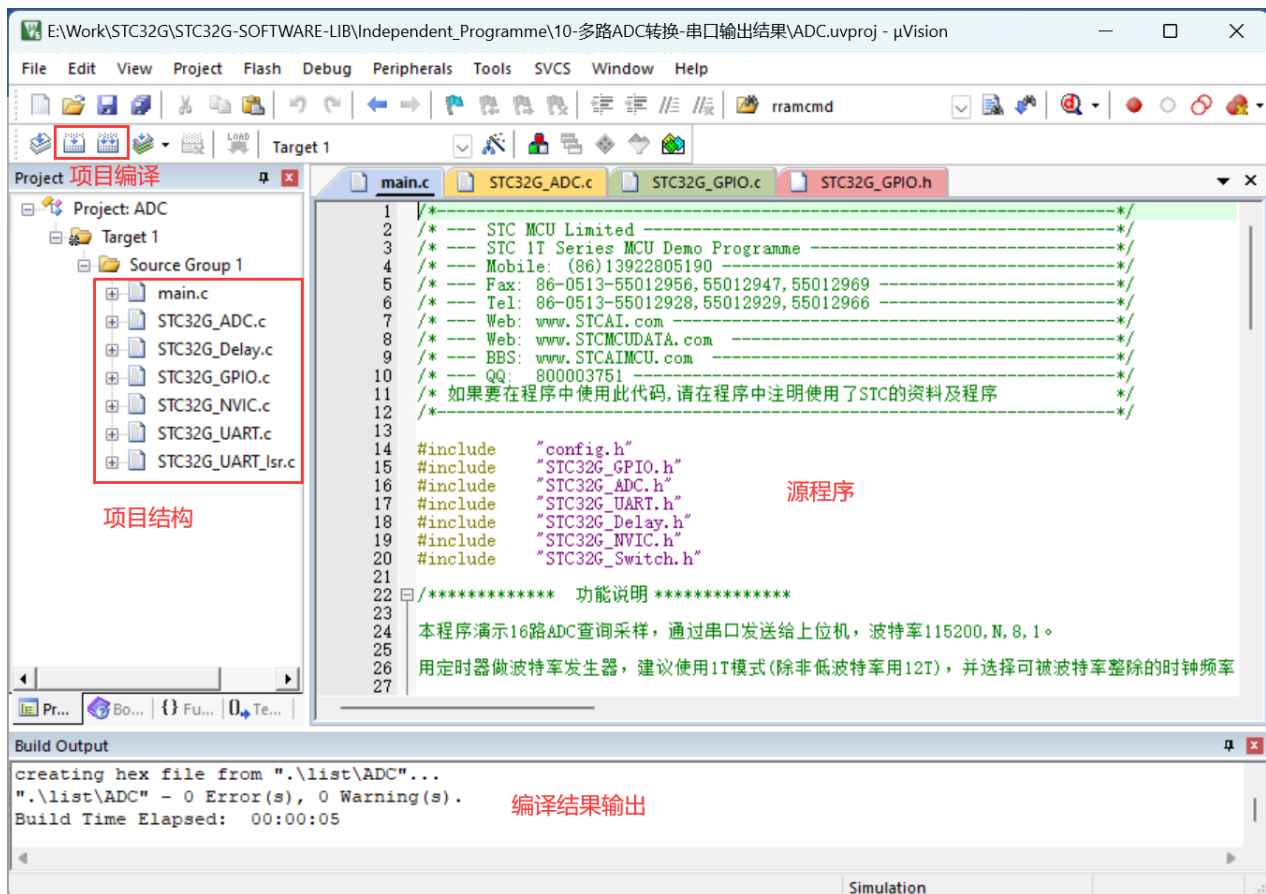 E:\Work\STC32G\STC32G-SOFTWARE-LIB\Independent_Programme\10-多路ADC转换-串口输出结果\ADC.uvproj - µVision
File Edit View Project Flash Debug Peripherals Tools SVCS Window Help
rramcmd
LOAD Target 1
Project 项目编译
main.c STC32G_ADC.c STC32G_GPIO.c STC32G_GPIO.h
Project: ADC
Target 1
Source Group 1
main.c
STC32G_ADC.c
STC32G_Delay.c
STC32G_GPIO.c
STC32G_NVIC.c
STC32G_UART.c
STC32G_UART_Isr.c
项目结构
1 /*---------------------------------------------------------------------*/
2 /* --- STC MCU Limited ------------------------------------------------*/
3 /* --- STC 1T Series MCU Demo Programme -------------------------------*/
4 /* --- Mobile: (86)13922805190 ----------------------------------------*/
5 /* --- Fax: 86-0513-55012956,55012947,55012969 ------------------------*/
6 /* --- Tel: 86-0513-55012928,55012929,55012966 ------------------------*/
7 /* --- Web: www.STCAI.com ---------------------------------------------*/
8 /* --- Web: www.STCMCUDATA.com  ---------------------------------------*/
9 /* --- BBS: www.STCAIMCU.com  -----------------------------------------*/
10 /* --- QQ:  800003751 -------------------------------------------------*/
11 /* 如果要在程序中使用此代码,请在程序中注明使用了STC的资料及程序            */
12 /*---------------------------------------------------------------------*/
13
14 #include    "config.h"
15 #include    "STC32G_GPIO.h"
16 #include    "STC32G_ADC.h"
17 #include    "STC32G_UART.h"
18 #include    "STC32G_Delay.h"
19 #include    "STC32G_NVIC.h"
20 #include    "STC32G_Switch.h"
21
22 /*************  功能说明 **************
23
24 本程序演示16路ADC查询采样，通过串口发送给上位机，波特率115200,N,8,1。
25
26 用定时器做波特率发生器，建议使用1T模式(除非低波特率用12T)，并选择可被波特率整除的时钟频率
27
源程序
Pr... Bo... {} Fu... Te...
Build Output
creating hex file from ".\list\ADC"...
".\list\ADC" - 0 Error(s), 0 Warning(s).
Build Time Elapsed:  00:00:05
编译结果输出
Simulation